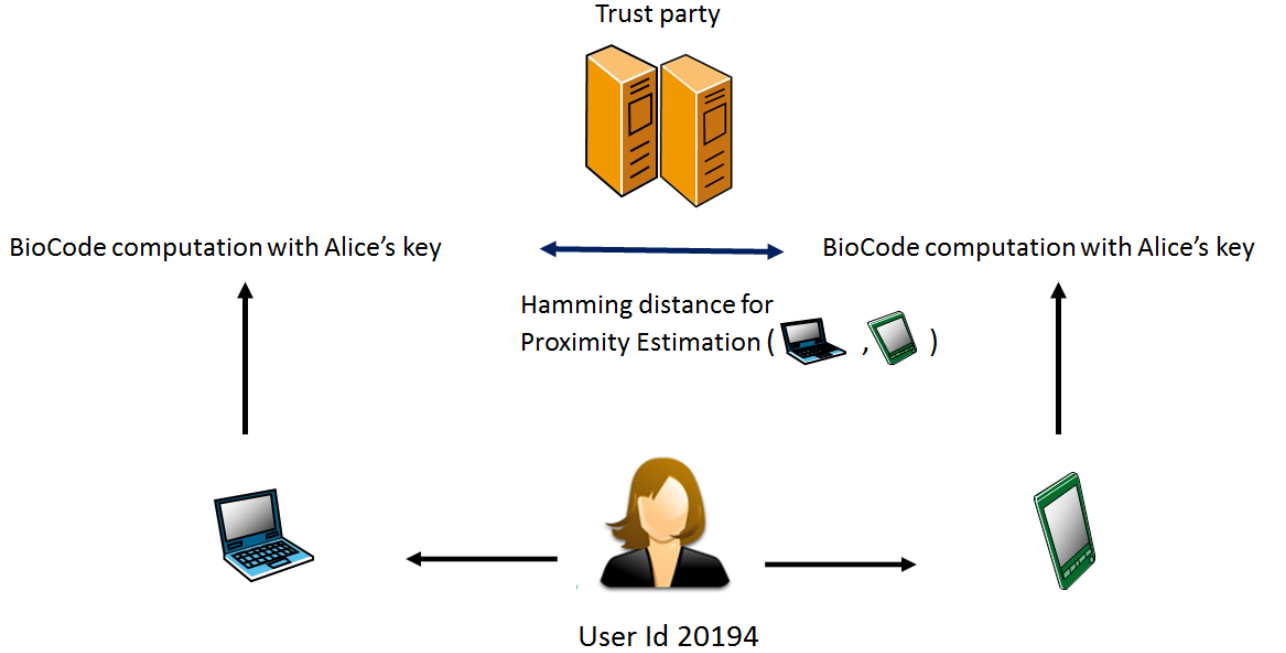 Trust party
BioCode computation with Alice’s key
BioCode computation with Alice’s key
Hamming distance for
Proximity Estimation ( , )
User Id 20194